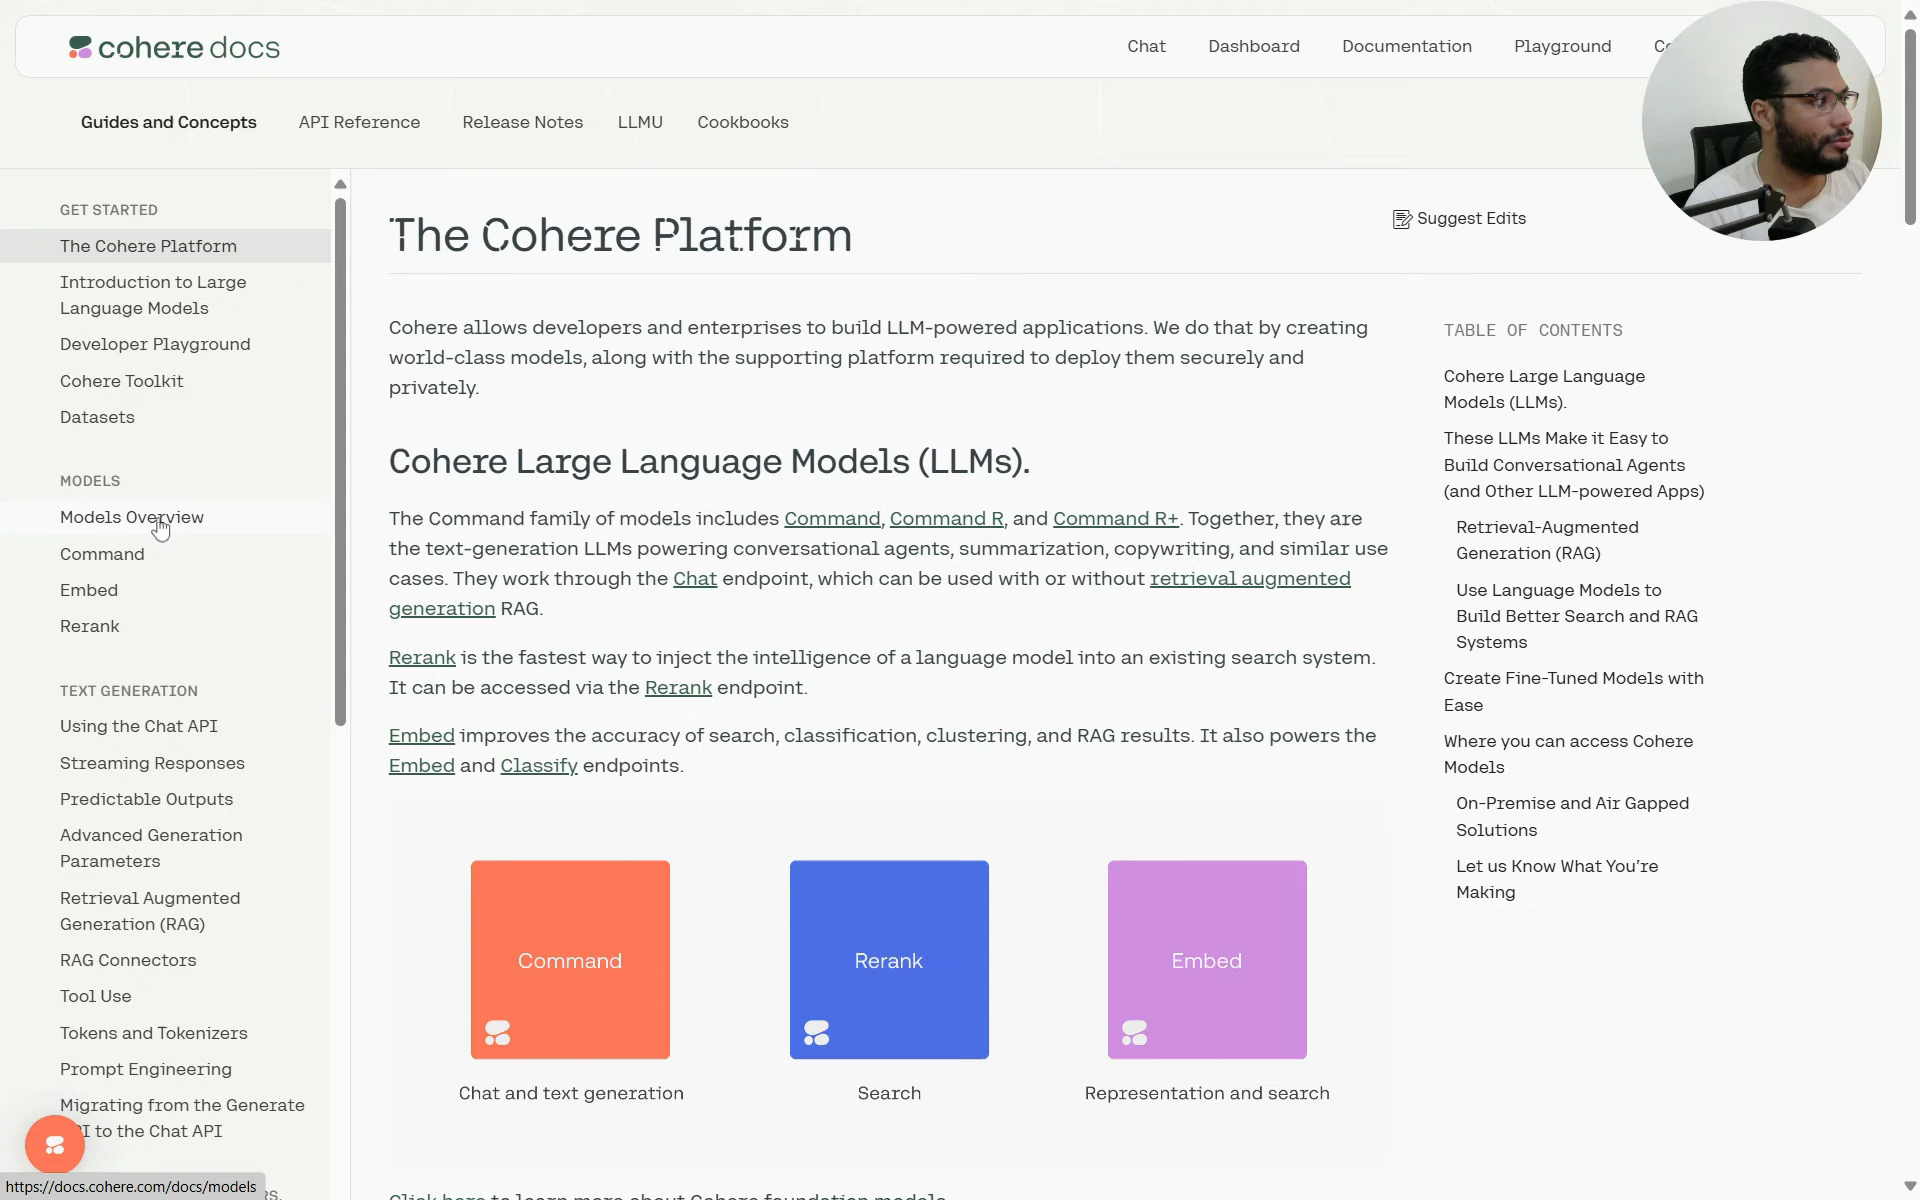 cohere docs
Chat
Dashboard
Documentation
Playground
Guides and Concepts
API Reference
Release Notes
LLMU
Cookbooks
GET STARTED
The Cohere Platform
Introduction to Large
Language Models
Developer Playground
Cohere Toolkit
Datasets
MODELS
Models Overview
Command
Embed
Rerank
TEXT GENERATION
Using the Chat API
Streaming Responses
Predictable Outputs
Advanced Generation
Parameters
Retrieval Augmented
Generation (RAG)
RAG Connectors
Tool Use
Tokens and Tokenizers
Prompt Engineering
Migrating from the Generate
to the Chat API
https://docs.cohere.com/docs/models
The Cohere Platform
Suggest Edits
Cohere allows developers and enterprises to build LLM-powered applications. We do that by creating
world-class models, along with the supporting platform required to deploy them securely and
privately.
Cohere Large Language Models (LLMs).
The Command family of models includes Command, Command R, and Command R+. Together, they are
the text-generation LLMs powering conversational agents, summarization, copywriting, and similar use
cases. They work through the Chat endpoint, which can be used with or without retrieval augmented
generation RAG.
Rerank is the fastest way to inject the intelligence of a language model into an existing search system.
It can be accessed via the Rerank endpoint.
Embed improves the accuracy of search, classification, clustering, and RAG results. It also powers the
Embed and Classify endpoints.
Command
Rerank
Embed
Chat and text generation
Search
Representation and search
Click here to learn more about Cohere foundation models.
TABLE OF CONTENTS
Cohere Large Language
Models (LLMs).
These LLMs Make it Easy to
Build Conversational Agents
(and Other LLM-powered Apps)
Retrieval-Augmented
Generation (RAG)
Use Language Models to
Build Better Search and RAG
Systems
Create Fine-Tuned Models with
Ease
Where you can access Cohere
Models
On-Premise and Air Gapped
Solutions
Let us Know What You're
Making